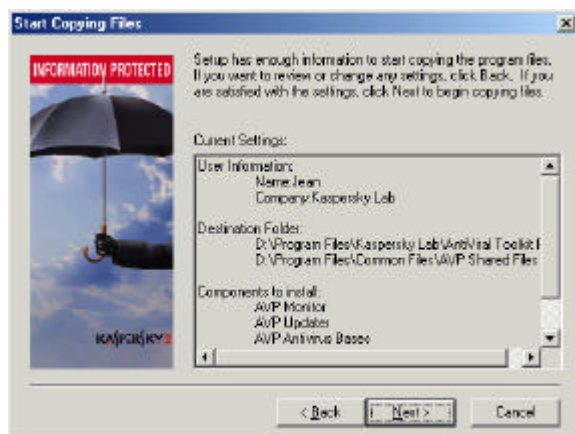 Start Copying Files
INFORMATION PROTECTED
Setup has enough information to start copying the program files.
If you want to review or change any settings, click Back. If you
are satisfied with the settings, click Next to begin copying files.
Current Settings:
User Information:
Name:Jean
Company:Kaspersky Lab
Destination Folder:
D:\Program Files\Kaspersky Lab\AntiViral Toolkit P
D:\Program Files\Common Files\AVP Shared Files
Components to install:
AVP Monitor
AVP Updater
AVP Antivirus Bases
KASPERSKY
< Back
Next >
Cancel